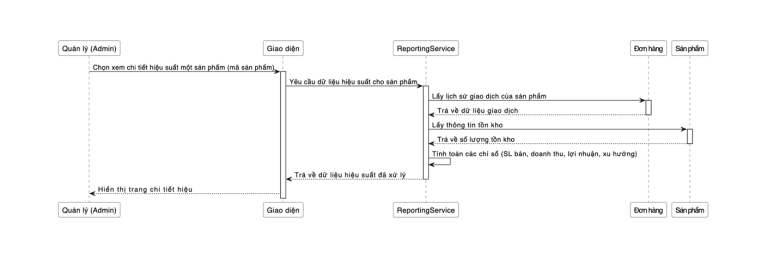 Quản lý (Admin)
Giao diện
ReportingService
Đơn hàng
Sản phẩm
Chọn xem chi tiết hiệu suất một sản phẩm (mã sản phẩm)
Yêu cầu dữ liệu hiệu suất cho sản phẩm
Lấy lịch sử giao dịch của sản phẩm
Trả về dữ liệu giao dịch
Lấy thông tin tồn kho
Trả về số lượng tồn kho
Tính toán các chỉ số (SL bán, doanh thu, lợi nhuận, xu hướng)
Trả về dữ liệu hiệu suất đã xử lý
Hiển thị trang chi tiết hiệu
Quản lý (Admin)
Giao diện
ReportingService
Đơn hàng
Sản phẩm